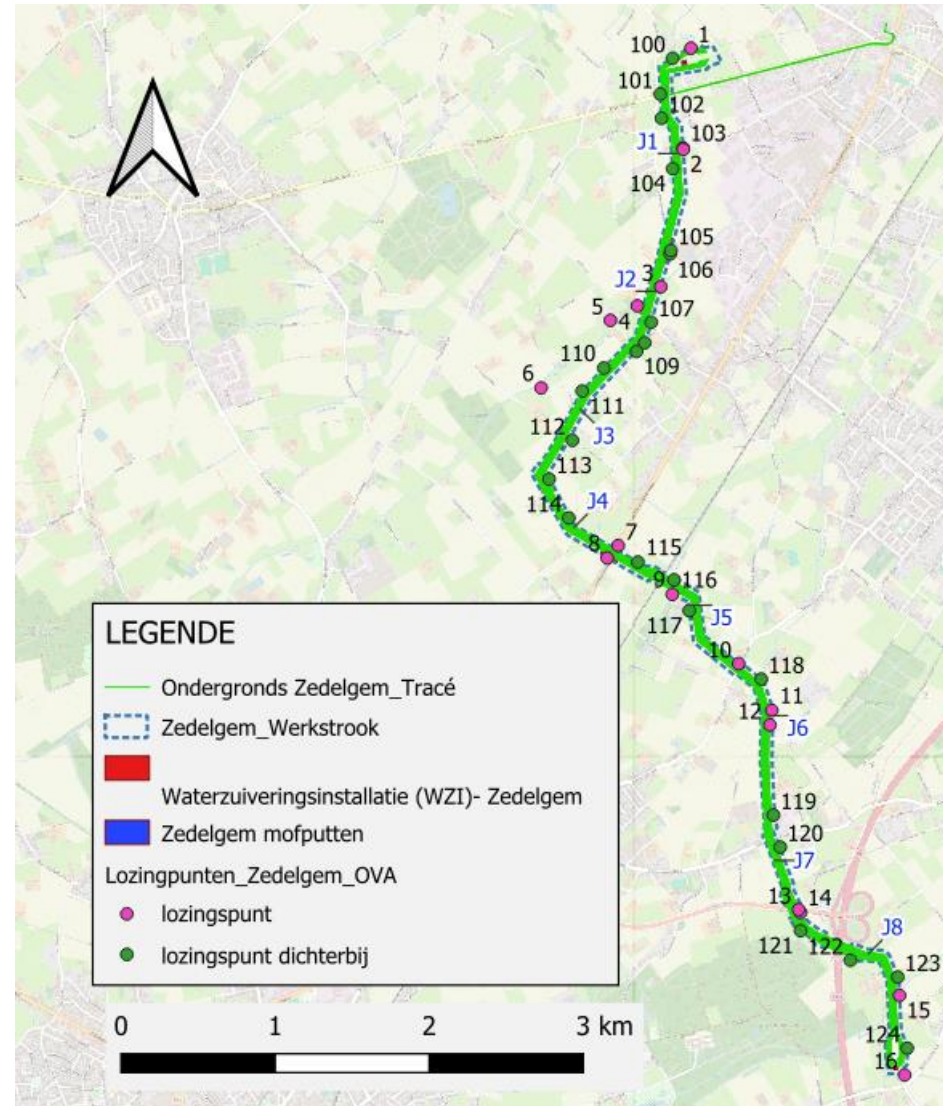 1
100
101
102
103
J1
2
104
105
106
3
J2
5
4
107
109
110
6
111
112
J3
113
114
J4
7
8
115
9
116
117
J5
10
118
11
12
J6
119
120
J7
13
14
121
122
J8
123
15
124
16
LEGENDE
Ondergronds Zedelgem_Tracé
Zedelgem_Werkstrook
Waterzuiveringsinstallatie (WZI)- Zedelgem
Zedelgem mofputten
Lozingpunten_Zedelgem_OVA
lozingspunt
lozingspunt dichterbij
0 1 2 3 km